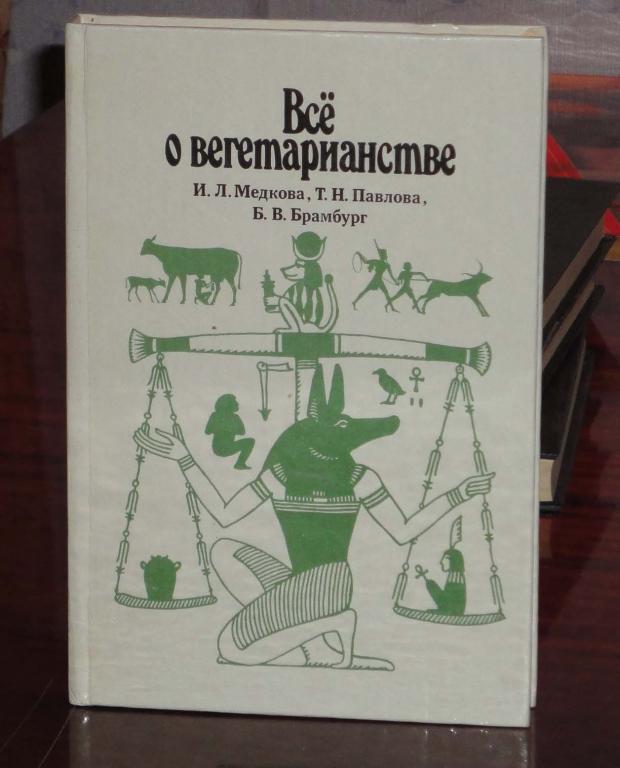 Всё
о вегетарианстве
И. Л. Медкова, Т. Н. Павлова,
Б. В. Брамбург